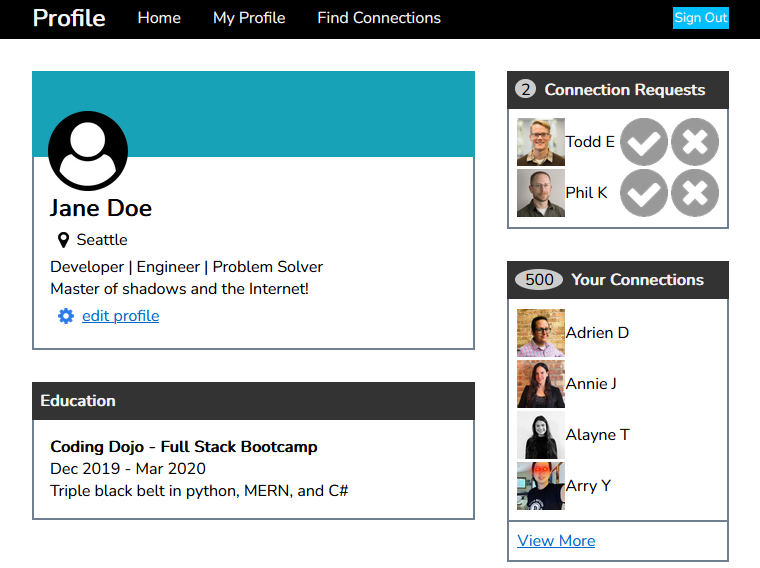 Profile Home My Profile Find Connections Sign Out
Jane Doe
Seattle
Developer | Engineer | Problem Solver
Master of shadows and the Internet!
edit profile
Education
Coding Dojo - Full Stack Bootcamp
Dec 2019 - Mar 2020
Triple black belt in python, MERN, and C#
2 Connection Requests
Todd E
Phil K
500 Your Connections
Adrien D
Annie J
Alayne T
Arry Y
View More